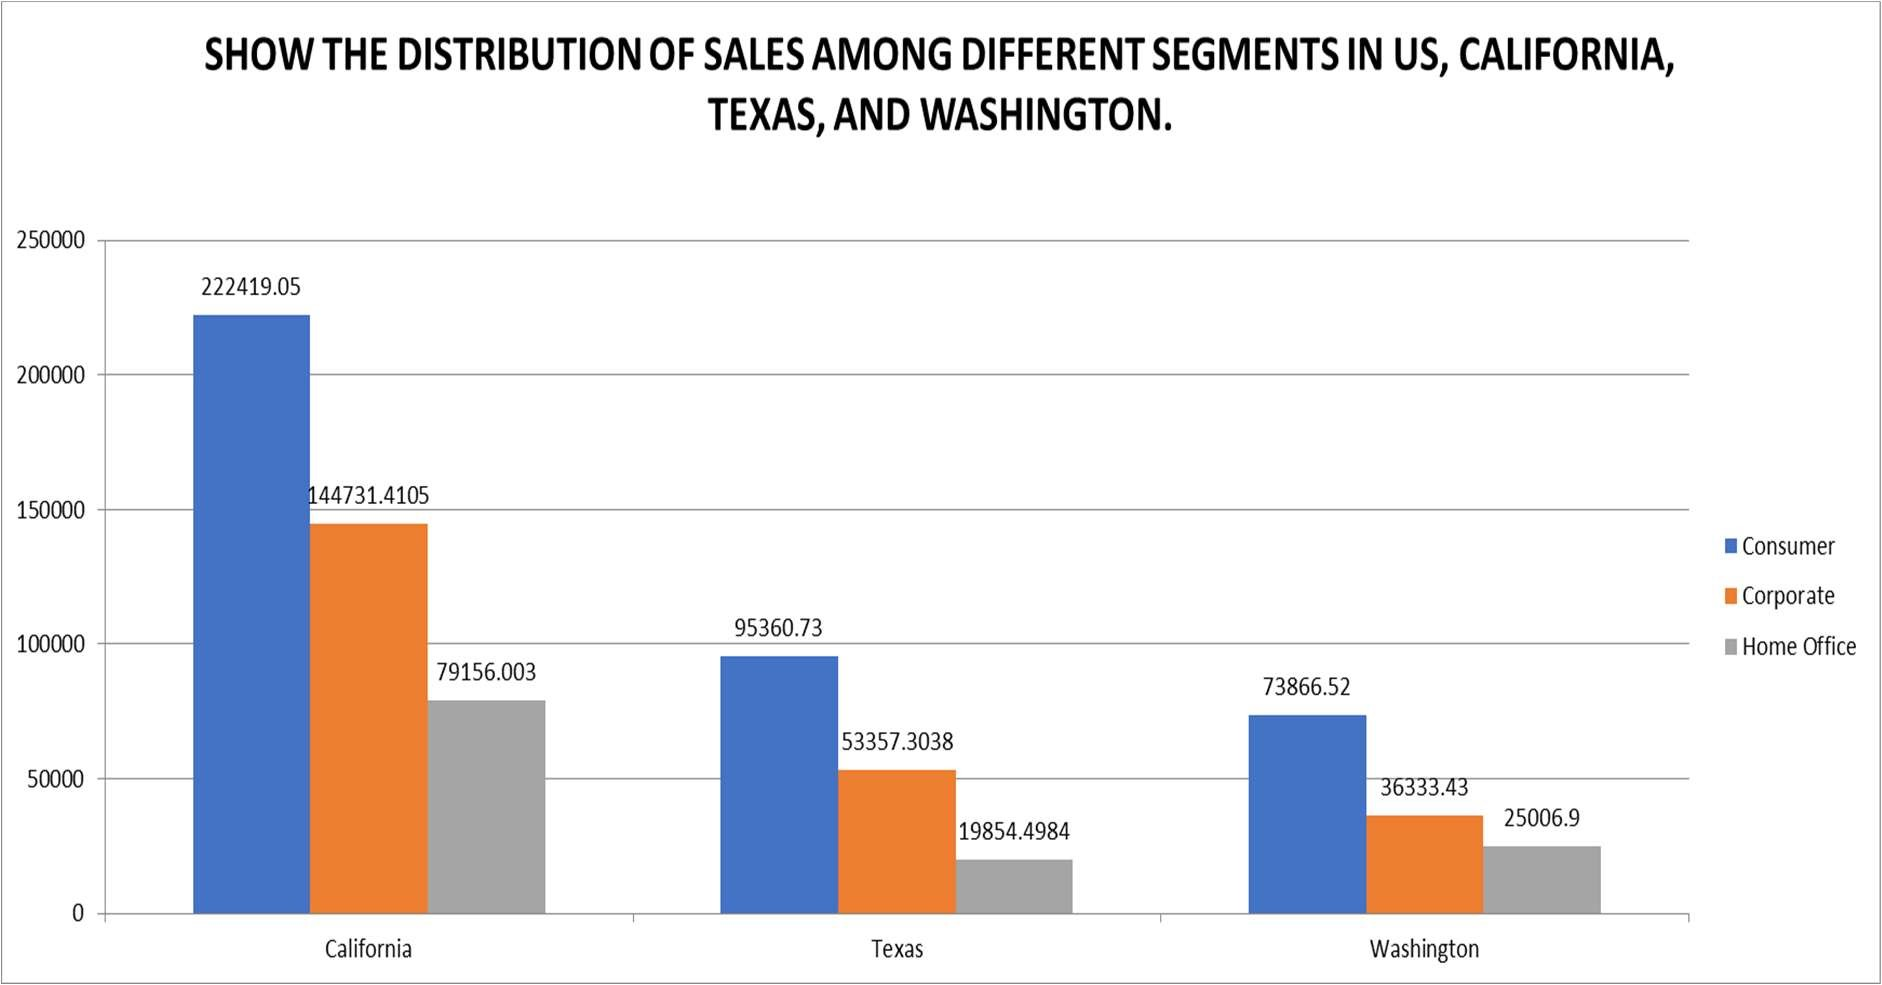 SHOW THE DISTRIBUTION OF SALES AMONG DIFFERENT SEGMENTS IN US, CALIFORNIA,
TEXAS, AND WASHINGTON.
250000
200000
150000
100000
50000
0
222419.05
144731.4105
79156.003
95360.73
53357.3038
19854.4984
73866.52
36333.43
25006.9
California
Texas
Washington
Consumer
Corporate
Home Office